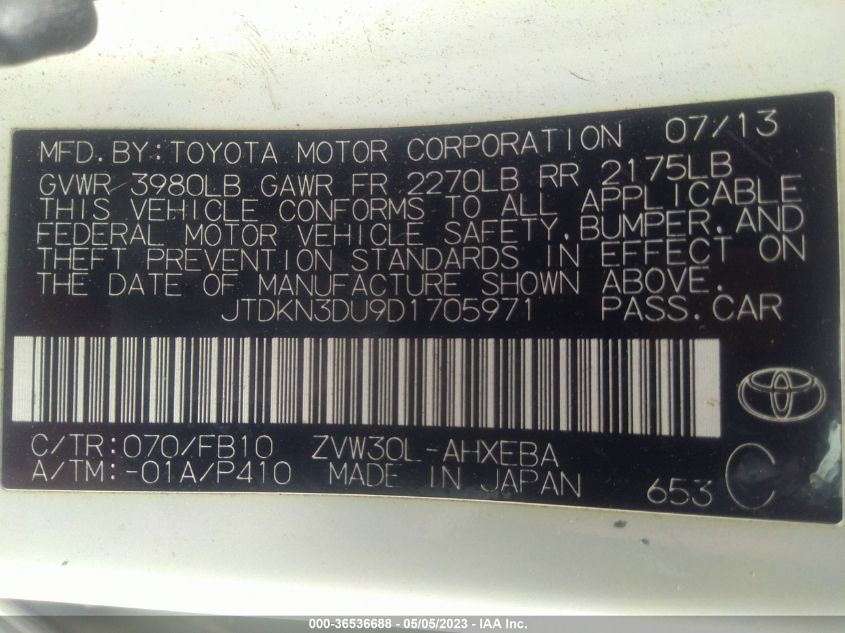 MFD.BY:TOYOTA MOTOR CORPORATION 07/13
GVWR 3980LB GAWR FR 2270LB RR 2175LB
THIS VEHICLE CONFORMS TO ALL APPLICABLE
FEDERAL MOTOR VEHICLE SAFETY,BUMPER,AND
THEFT PREVENTION STANDARDS IN EFFECT ON
THE DATE OF MANUFACTURE SHOWN ABOVE.
JTDKN3DU9D1705971 PASS.CAR
C/TR:070/FB10 ZVW30L-AHXEBA
A/TM:-01A/P410 MADE IN JAPAN 653 C
000-36536688 - 05/05/2023 - IAA Inc.